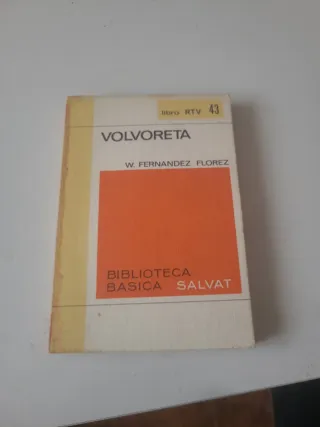 libro RTV 43
VOLVORETA
W. FERNANDEZ FLOREZ
BIBLIOTECA
BASICA SALVAT